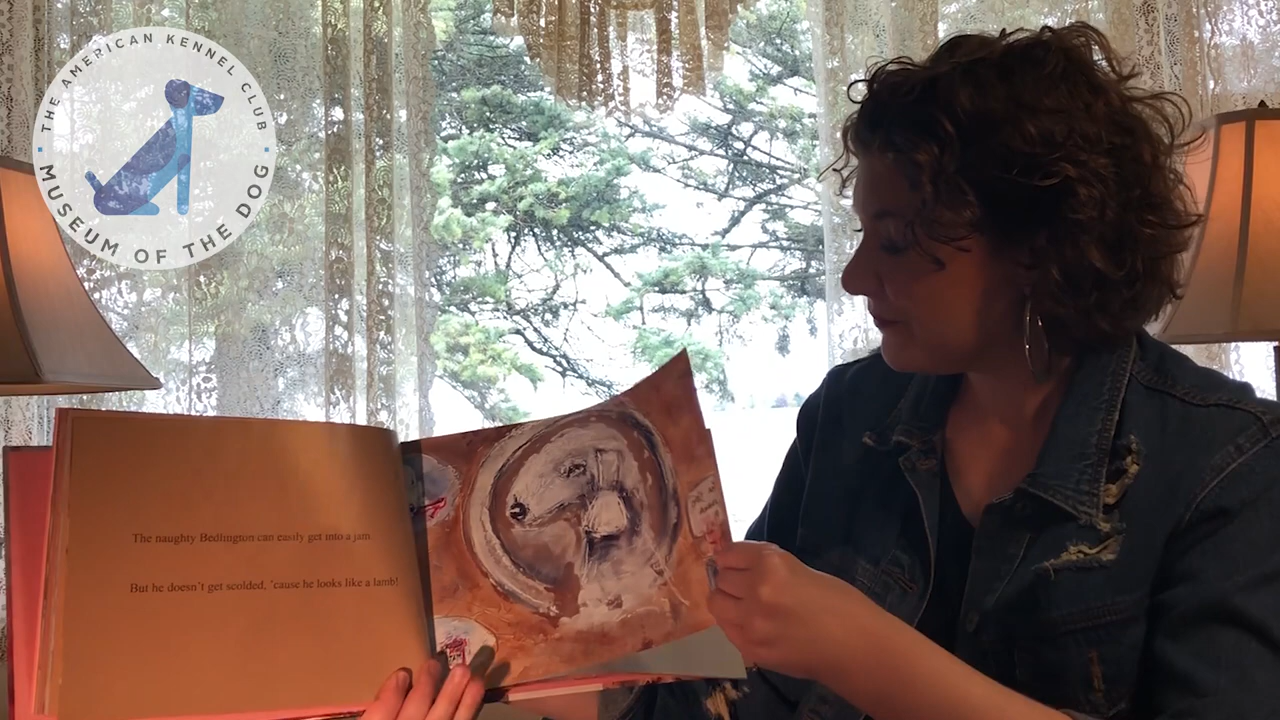 THE AMERICAN KENNEL CLUB
MUSEUM OF THE DOG
The naughty Bedlington can easily get into a jam.
But he doesn't get scolded, 'cause he looks like a lamb!